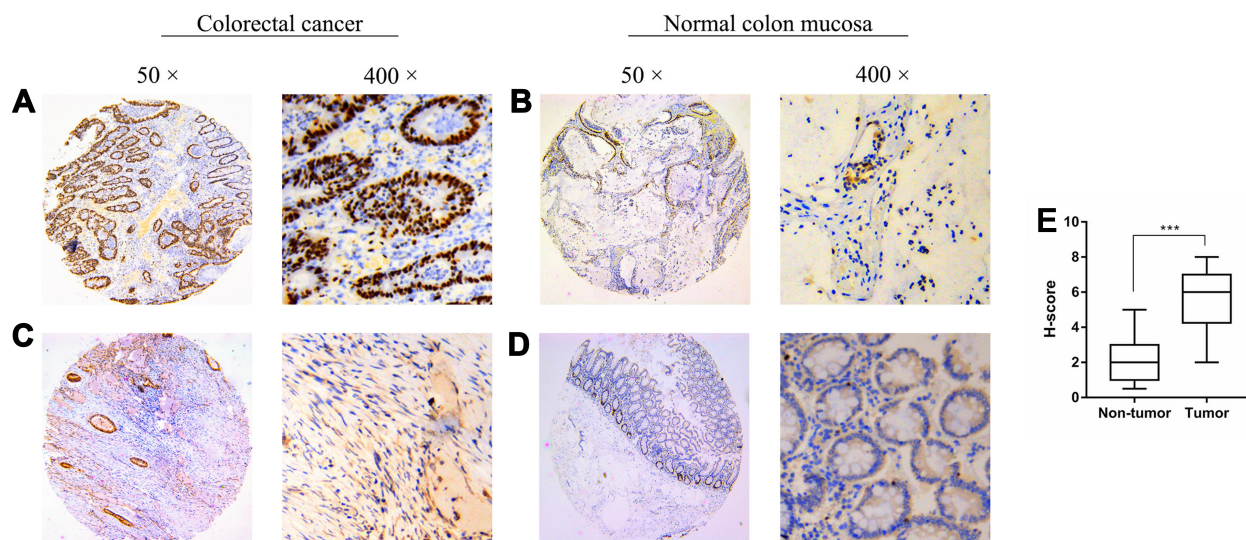 Colorectal cancer
Normal colon mucosa
50 ×
400 ×
50 ×
400 ×
A
B
C
D
E
***
H-score
10
8
6
4
2
0
Non-tumor
Tumor